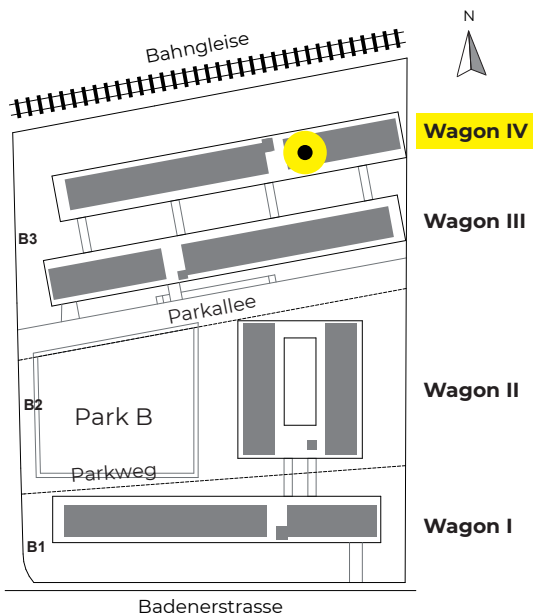 N
Bahngleise
Wagon IV
Wagon III
B3
Parkallee
Wagon II
B2
Park B
Parkweg
Wagon I
B1
Badenerstrasse